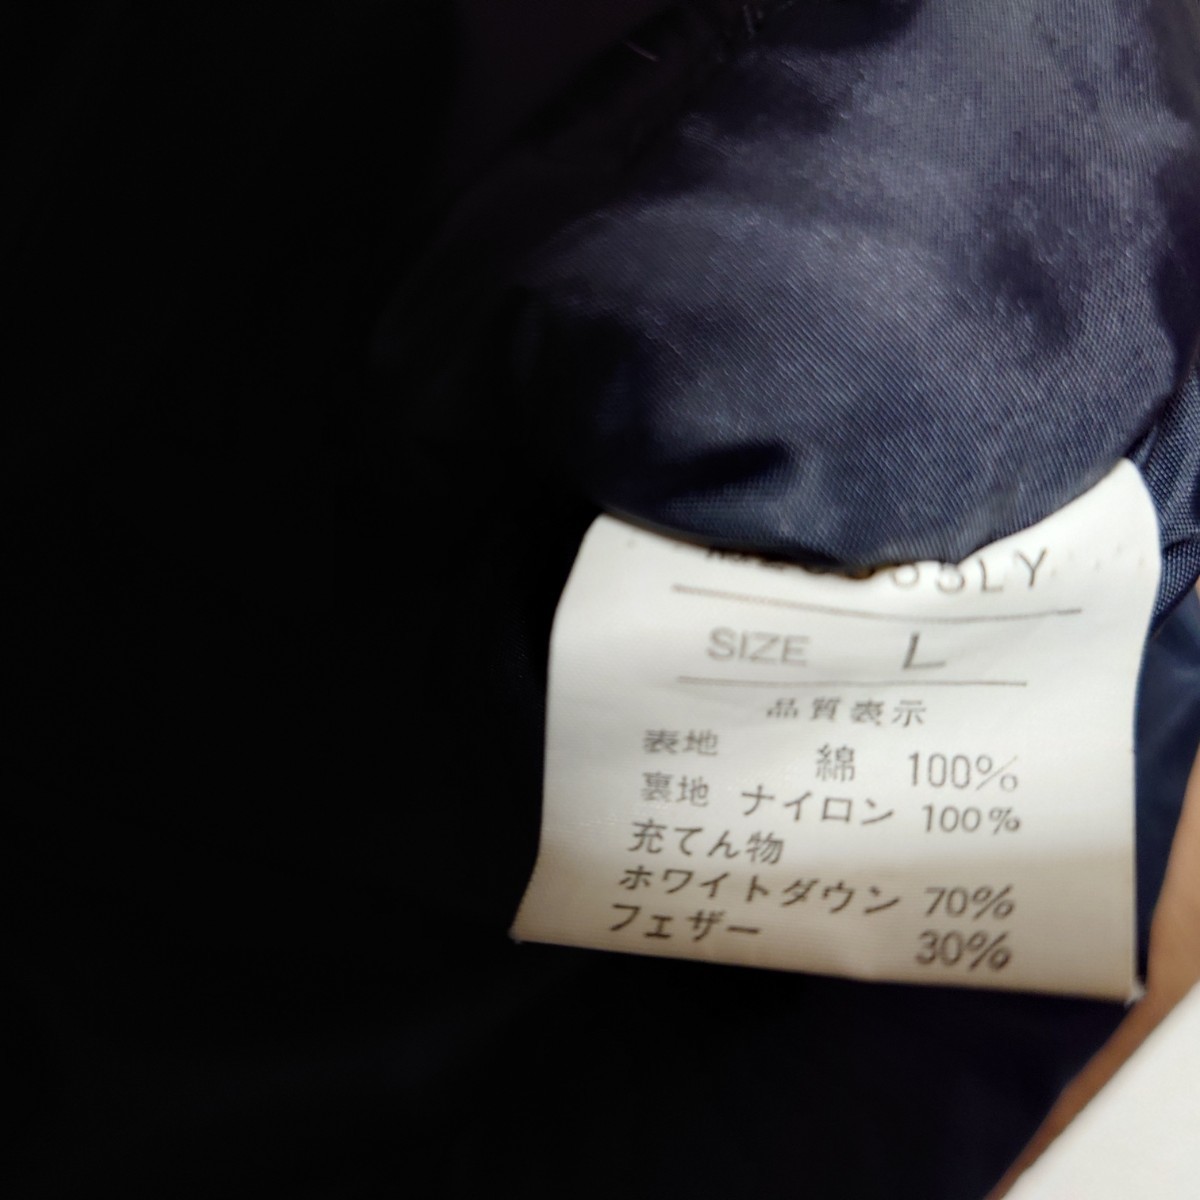 SIZE L
品質表示
表地 綿 100%
裏地 ナイロン 100%
充てん物
ホワイトダウン 70%
フェザー 30%